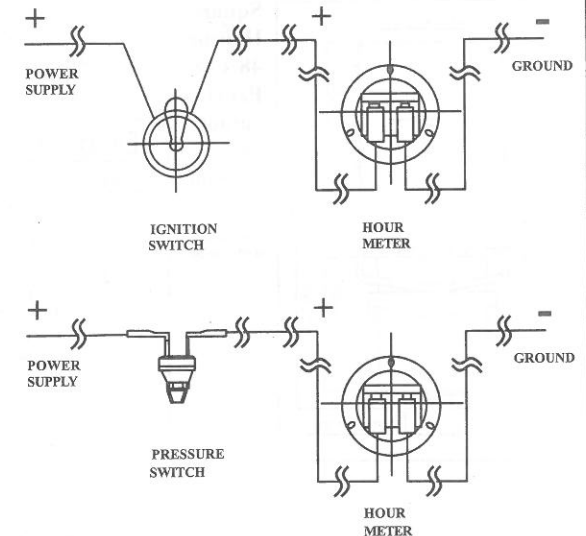 +
+
-
POWER
SUPPLY
GROUND
IGNITION
SWITCH
HOUR
METER
+
+
-
POWER
SUPPLY
GROUND
PRESSURE
SWITCH
HOUR
METER